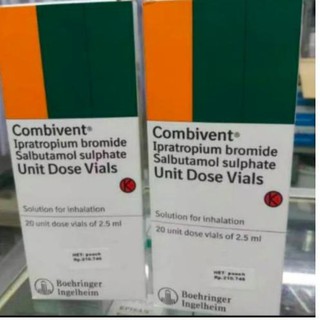 Combivent®
Ipratropium bromide
Salbutamol sulphate
Unit Dose Vials
K
Solution for inhalation
20 unit dose vials of 2.5 ml
Boehringer
Ingelheim
Combivent®
Ipratropium bromide
Salbutamol sulphate
Unit Dose Vials
K
Solution for inhalation
20 unit dose vials of 2.5 ml
Boehringer
Ingelheim